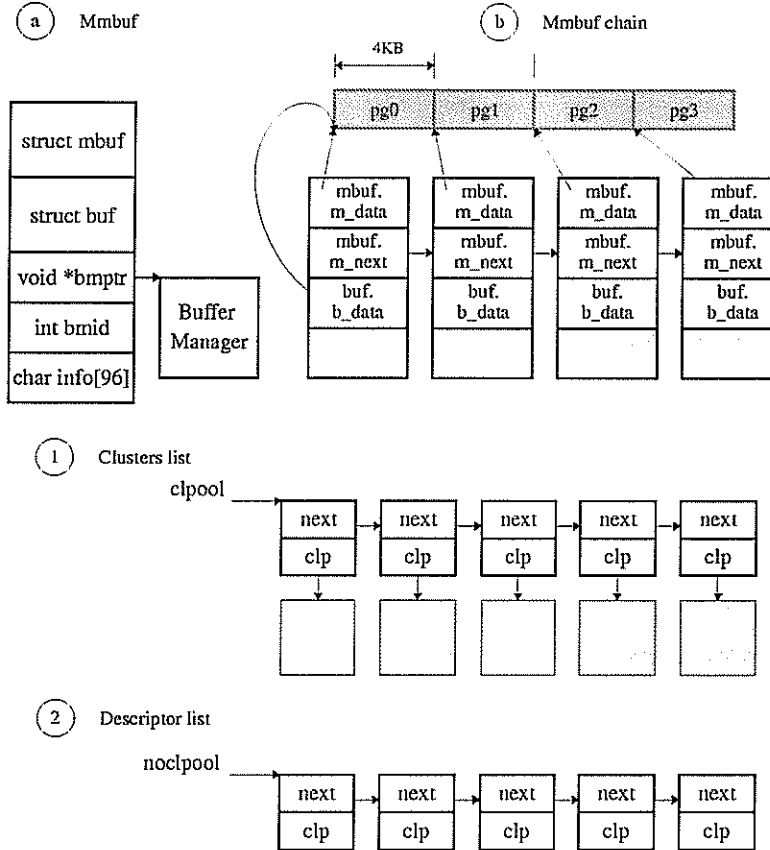 a Mmbuf
b Mmbuf chain
4KB
pg0 pg1 pg2 pg3
struct mbuf
struct buf
void *bmptr
int bmid
char info[96]
Buffer
Manager
mbuf.
m_data
mbuf.
m_next
buf.
b_data
mbuf.
m_data
mbuf.
m_next
buf.
b_data
mbuf.
m_data
mbuf.
m_next
buf.
b_data
mbuf.
m_data
mbuf.
m_next
buf.
b_data
1 Clusters list
clpool
next next next next next
clp clp clp clp clp
2 Descriptor list
noclpool
next next next next next
clp clp clp clp clp